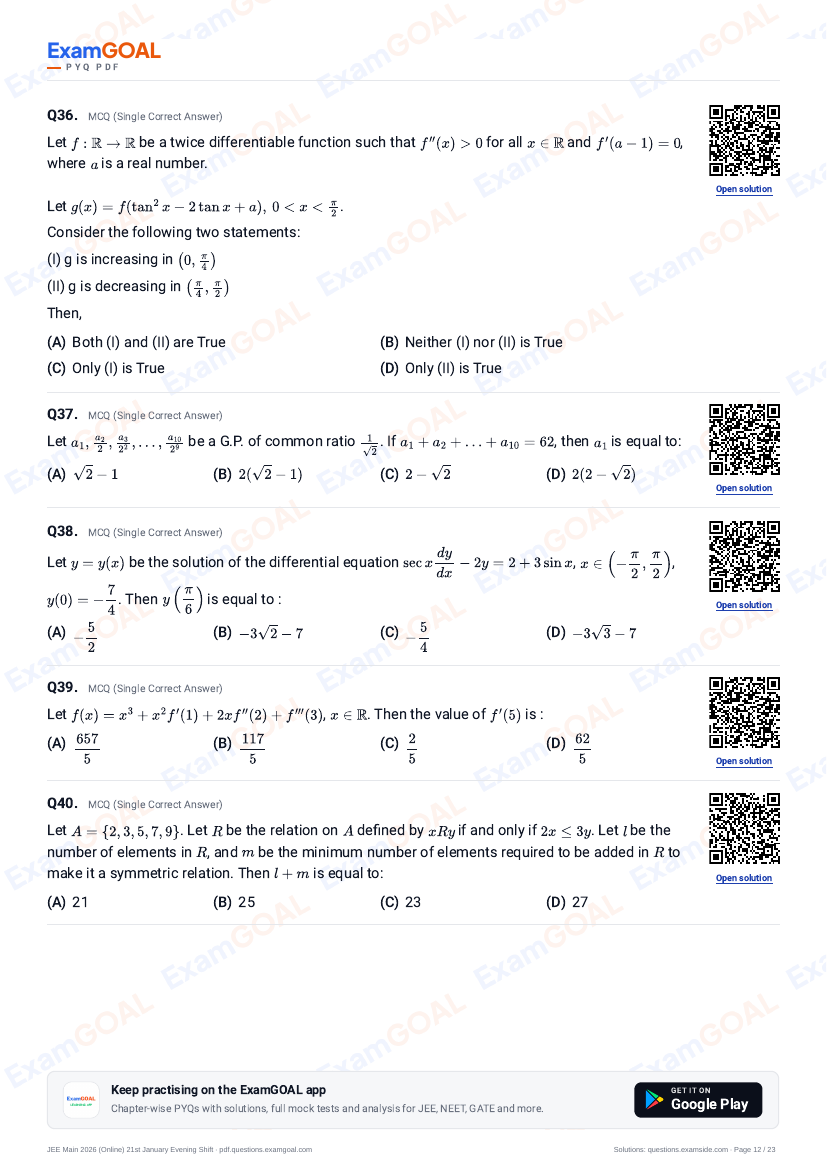 ExamGOAL
PYQ PDF
Q36. MCQ (Single Correct Answer)
Let f : ℝ → ℝ be a twice differentiable function such that f''(x) > 0 for all x ∈ ℝ and f'(a − 1) = 0,
where a is a real number.
Let g(x) = f(tan² x − 2 tan x + a), 0 < x < π/2.
Consider the following two statements:
(I) g is increasing in (0, π/4)
(II) g is decreasing in (π/4, π/2)
Then,
(A) Both (I) and (II) are True (B) Neither (I) nor (II) is True
(C) Only (I) is True (D) Only (II) is True
Open solution
Q37. MCQ (Single Correct Answer)
Let a₁, a₂/2, a₃/2², . . . , a₁₀/2⁹ be a G.P. of common ratio 1/√2. If a₁ + a₂ + . . . + a₁₀ = 62, then a₁ is equal to:
(A) √2 − 1 (B) 2(√2 − 1) (C) 2 − √2 (D) 2(2 − √2)
Open solution
Q38. MCQ (Single Correct Answer)
Let y = y(x) be the solution of the differential equation sec x dy/dx − 2y = 2 + 3 sin x, x ∈ (−π/2, π/2),
y(0) = −7/4. Then y(π/6) is equal to :
(A) −5/2 (B) −3√2 − 7 (C) −5/4 (D) −3√3 − 7
Open solution
Q39. MCQ (Single Correct Answer)
Let f(x) = x³ + x² f'(1) + 2x f''(2) + f'''(3), x ∈ ℝ. Then the value of f'(5) is :
(A) 657/5 (B) 117/5 (C) 2/5 (D) 62/5
Open solution
Q40. MCQ (Single Correct Answer)
Let A = {2, 3, 5, 7, 9}. Let R be the relation on A defined by xRy if and only if 2x ≤ 3y. Let l be the
number of elements in R, and m be the minimum number of elements required to be added in R to
make it a symmetric relation. Then l + m is equal to:
(A) 21 (B) 25 (C) 23 (D) 27
Open solution
Keep practising on the ExamGOAL app
Chapter-wise PYQs with solutions, full mock tests and analysis for JEE, NEET, GATE and more.
GET IT ON
Google Play
JEE Main 2026 (Online) 21st January Evening Shift · pdf.questions.examgoal.com
Solutions: questions.examside.com · Page 12 / 23